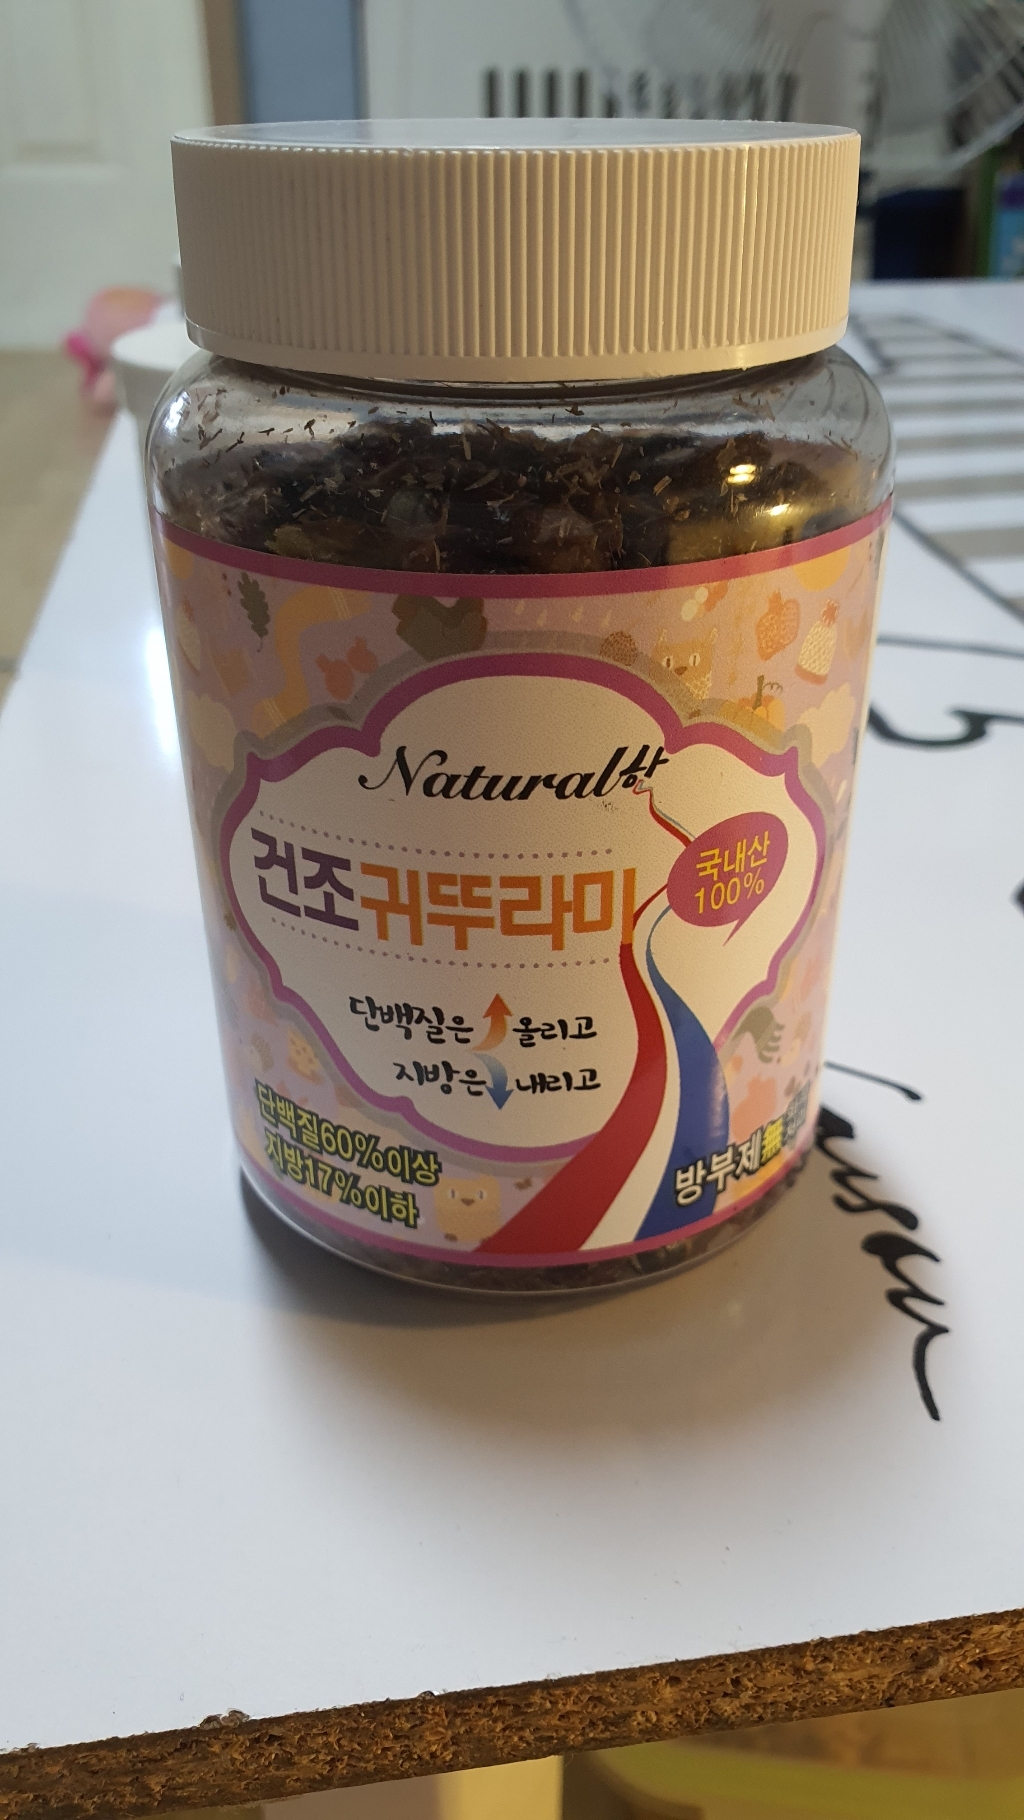 Natural한
건조귀뚜라미
국내산
100%
단백질은 올리고
지방은 내리고
단백질60%이상
지방17%이하
방부제無